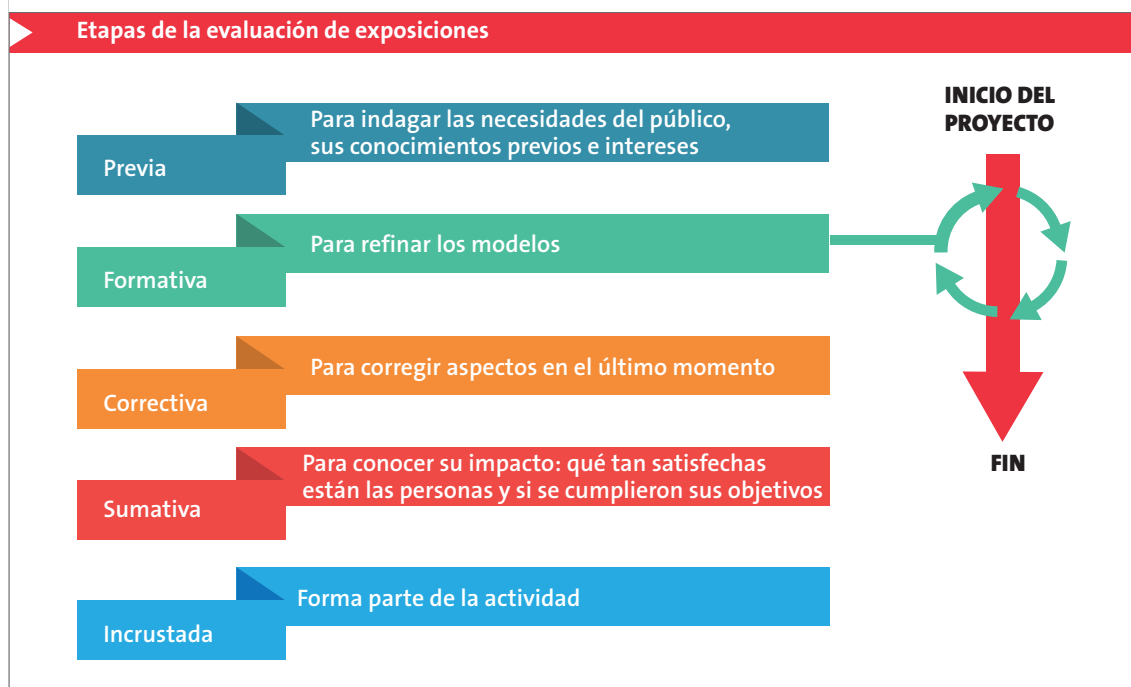 Etapas de la evaluación de exposiciones
Previa
Para indagar las necesidades del público,
sus conocimientos previos e intereses
Formativa
Para refinar los modelos
Correctiva
Para corregir aspectos en el último momento
Sumativa
Para conocer su impacto: qué tan satisfechas
están las personas y si se cumplieron sus objetivos
Incrustada
Forma parte de la actividad
INICIO DEL
PROYECTO
FIN